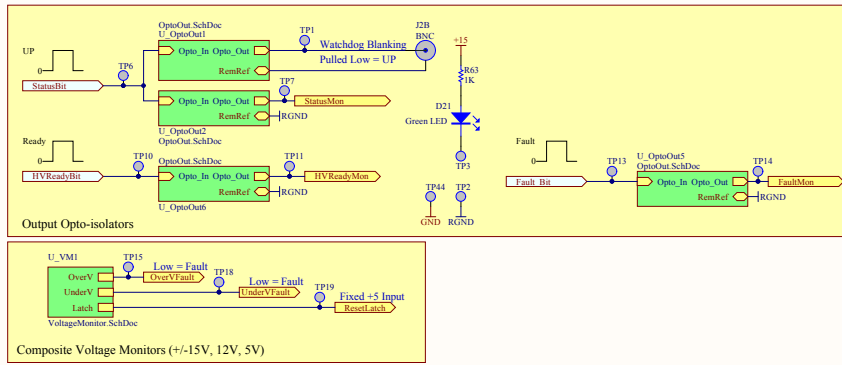 OptoOut.SchDoc
U_OptoOut1
TP1
J2B
BNC
UP
0
StatusBit
TP6
Opto_In Opto_Out
RemRef
Watchdog Blanking
Pulled Low = UP
TP7
Opto_In Opto_Out
StatusMon
RemRef
RGND
U_OptoOut2
OptoOut.SchDoc
+15
R63
1K
D21
Green LED
TP3
Ready
0
HVReadyBit
TP10
OptoOut.SchDoc
Opto_In Opto_Out
RemRef
U_OptoOut6
TP11
HVReadyMon
RGND
TP44
GND
TP2
RGND
Fault
0
Fault_Bit
TP13
U_OptoOut5
OptoOut.SchDoc
Opto_In Opto_Out
RemRef
TP14
FaultMon
RGND
Output Opto-isolators
U_VM1
TP15
Low = Fault
OverV
OverVFault
TP18
Low = Fault
UnderV
UnderVFault
TP19
Fixed +5 Input
Latch
ResetLatch
VoltageMonitor.SchDoc
Composite Voltage Monitors (+/-15V, 12V, 5V)